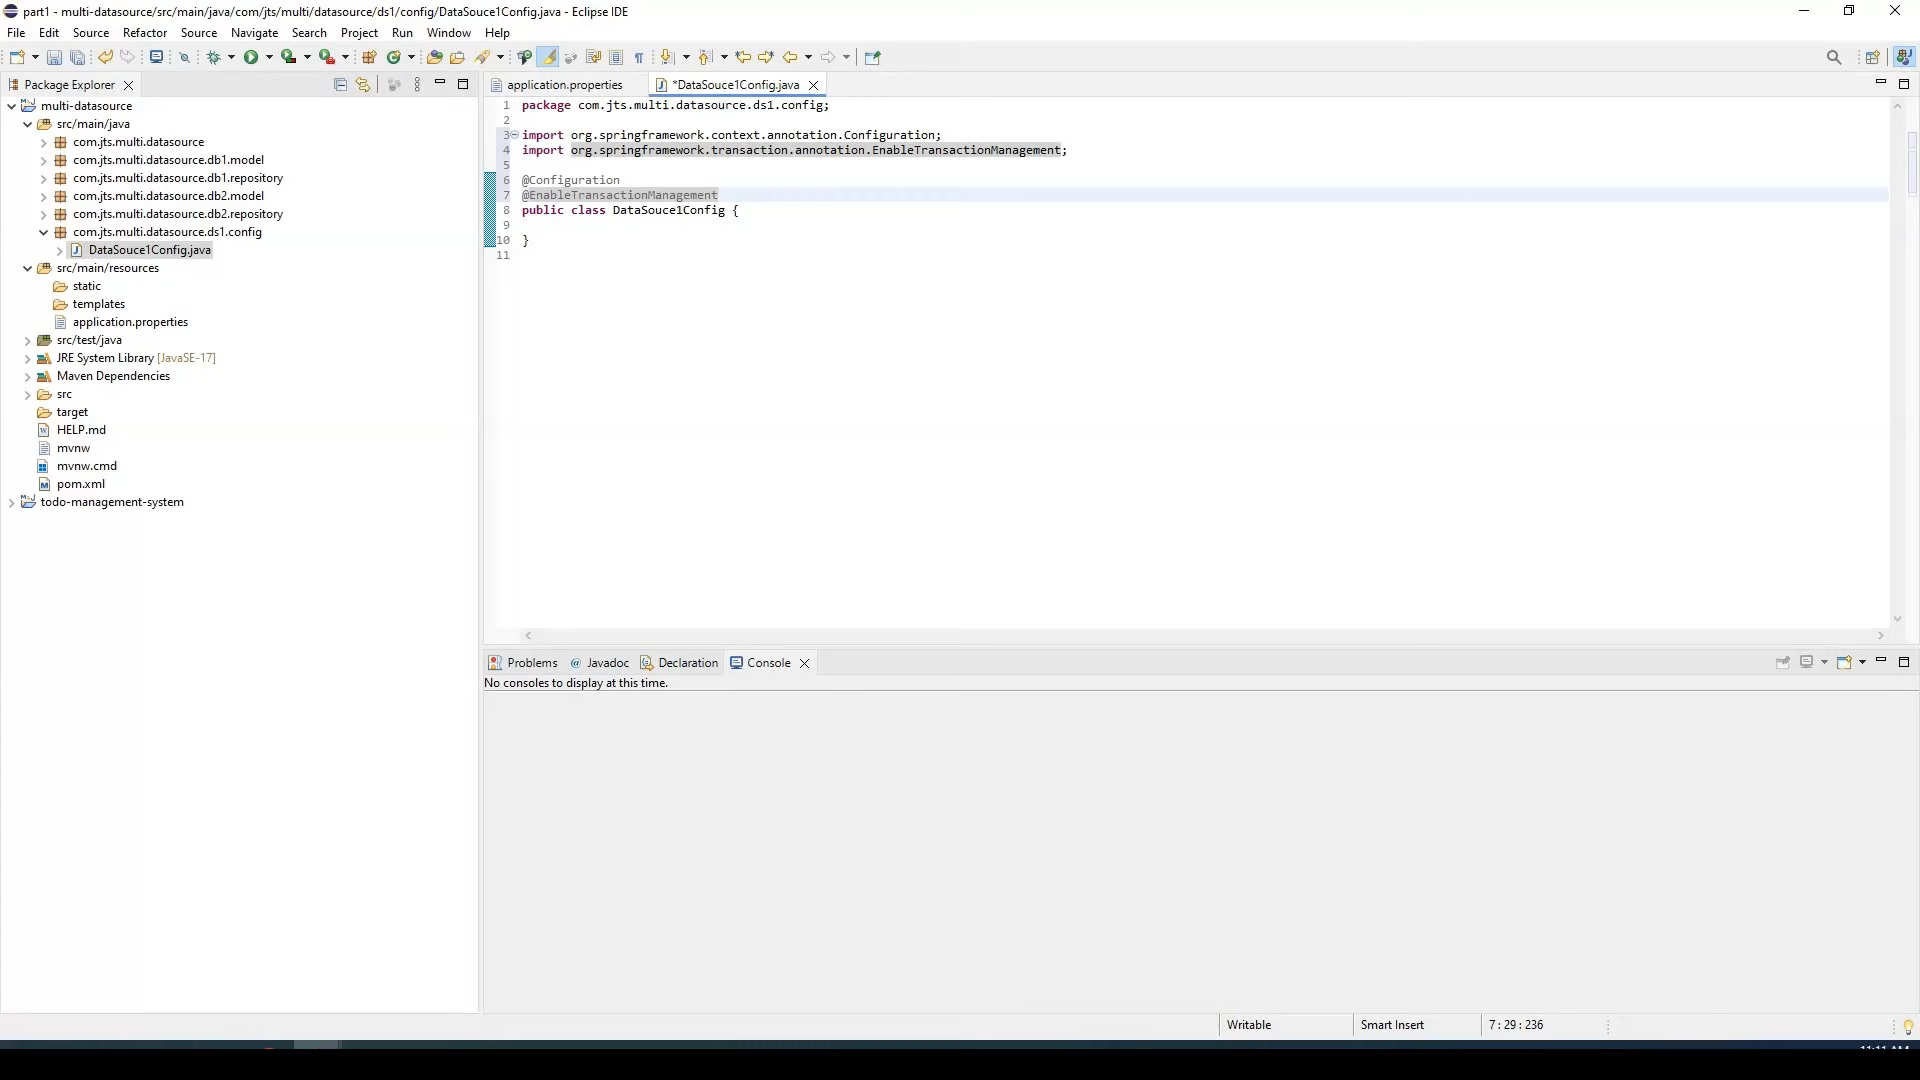 part1 - multi-datasource/src/main/java/com/jts/multi/datasource/ds1/config/DataSouce1Config.java - Eclipse IDE
File Edit Source Refactor Source Navigate Search Project Run Window Help
Package Explorer
multi-datasource
src/main/java
com.jts.multi.datasource
com.jts.multi.datasource.db1.model
com.jts.multi.datasource.db1.repository
com.jts.multi.datasource.db2.model
com.jts.multi.datasource.db2.repository
com.jts.multi.datasource.ds1.config
DataSouce1Config.java
src/main/resources
static
templates
application.properties
src/test/java
JRE System Library [JavaSE-17]
Maven Dependencies
src
target
HELP.md
mvnw
mvnw.cmd
pom.xml
todo-management-system
application.properties *DataSouce1Config.java
1 package com.jts.multi.datasource.ds1.config;
2
3 import org.springframework.context.annotation.Configuration;
4 import org.springframework.transaction.annotation.EnableTransactionManagement;
5
6 @Configuration
7 @EnableTransactionManagement
8 public class DataSouce1Config {
9
10 }
11
Problems @ Javadoc Declaration Console
No consoles to display at this time.
Writable Smart Insert 7 : 29 : 236